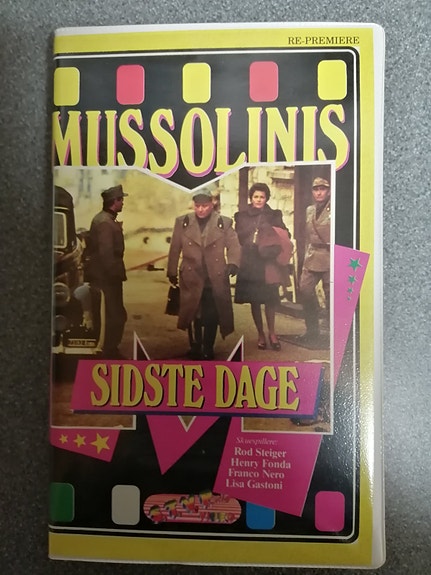 RE-PREMIERE
MUSSOLINIS
SIDSTE DAGE
Skuespillere:
Rod Steiger
Henry Fonda
Franco Nero
Lisa Gastoni